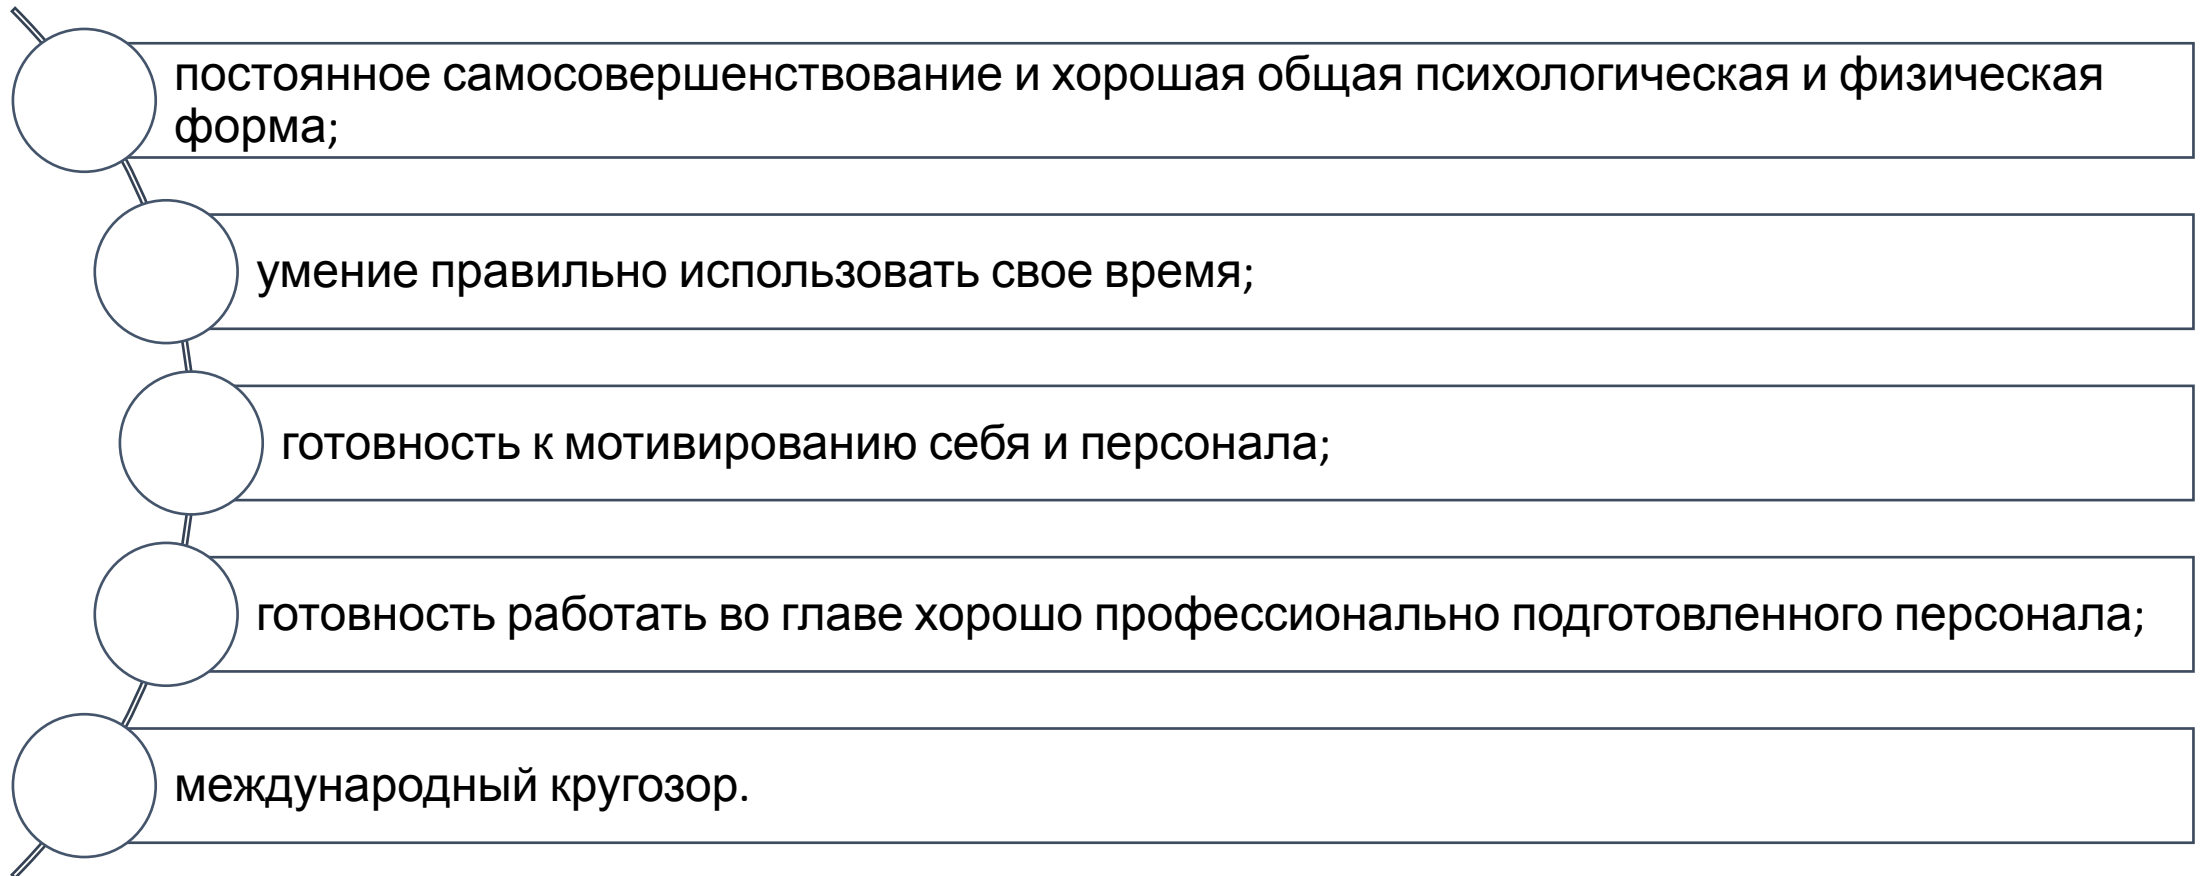 постоянное самосовершенствование и хорошая общая психологическая и физическая
форма;
умение правильно использовать свое время;
готовность к мотивированию себя и персонала;
готовность работать во главе хорошо профессионально подготовленного персонала;
международный кругозор.